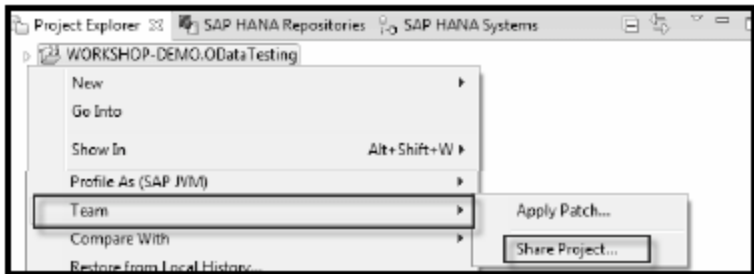 Project Explorer SAP HANA Repositories SAP HANA Systems
WORKSHOP-DEMO.ODataTesting
New
Go Into
Show In Alt+Shift+W
Profile As (SAP JVM)
Team Apply Patch...
Compare With Share Project...
Restore from Local History...